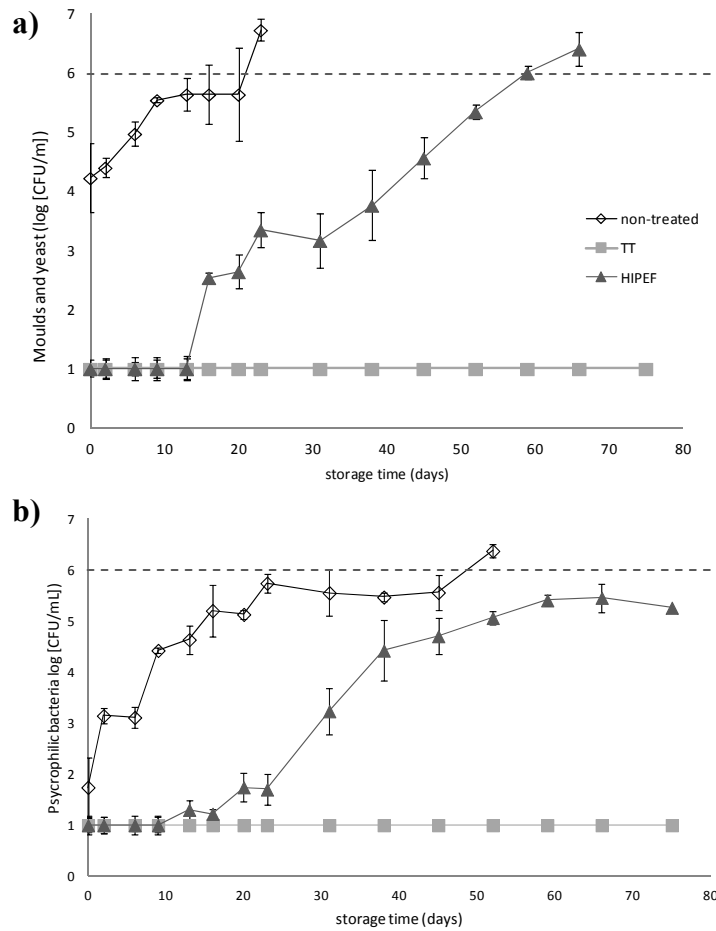 a)
7
6
5
4
3
2
1
0
Moulds and yeast (log [CFU/m])
non-treated
TT
HIPEF
0 10 20 30 40 50 60 70 80
storage time (days)
b)
7
6
5
4
3
2
1
0
Psycrophilic bacteria log [CFU/mL])
0 10 20 30 40 50 60 70 80
storage time (days)